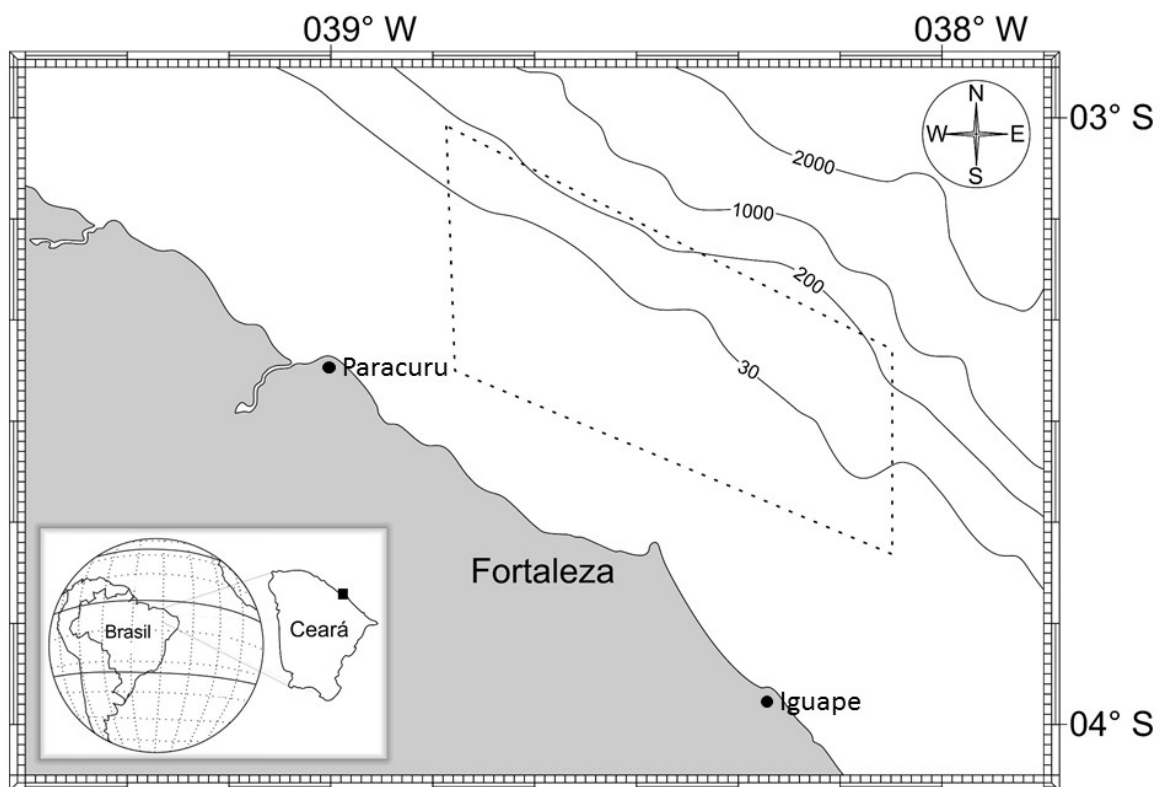 039° W
038° W
N
W
E
S
03° S
2000
1000
200
30
Paracuru
Fortaleza
Brasil
Ceará
Iguape
04° S